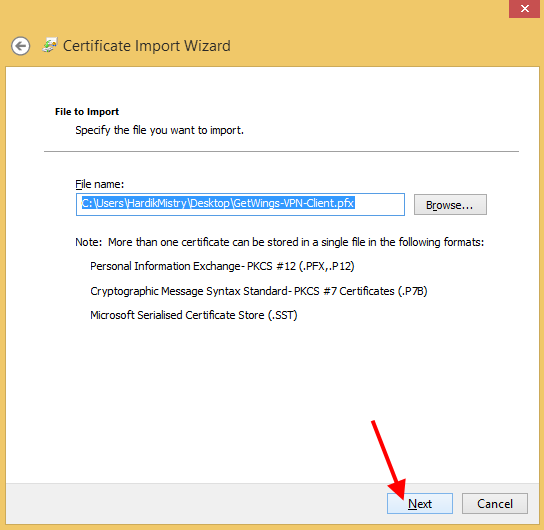 Certificate Import Wizard
File to Import
Specify the file you want to import.
File name:
C:\Users\HardikMistry\Desktop\GetWings-VPN-Client.pfx
Browse...
Note: More than one certificate can be stored in a single file in the following formats:
Personal Information Exchange- PKCS #12 (.PFX,.P12)
Cryptographic Message Syntax Standard- PKCS #7 Certificates (.P7B)
Microsoft Serialised Certificate Store (.SST)
Next Cancel